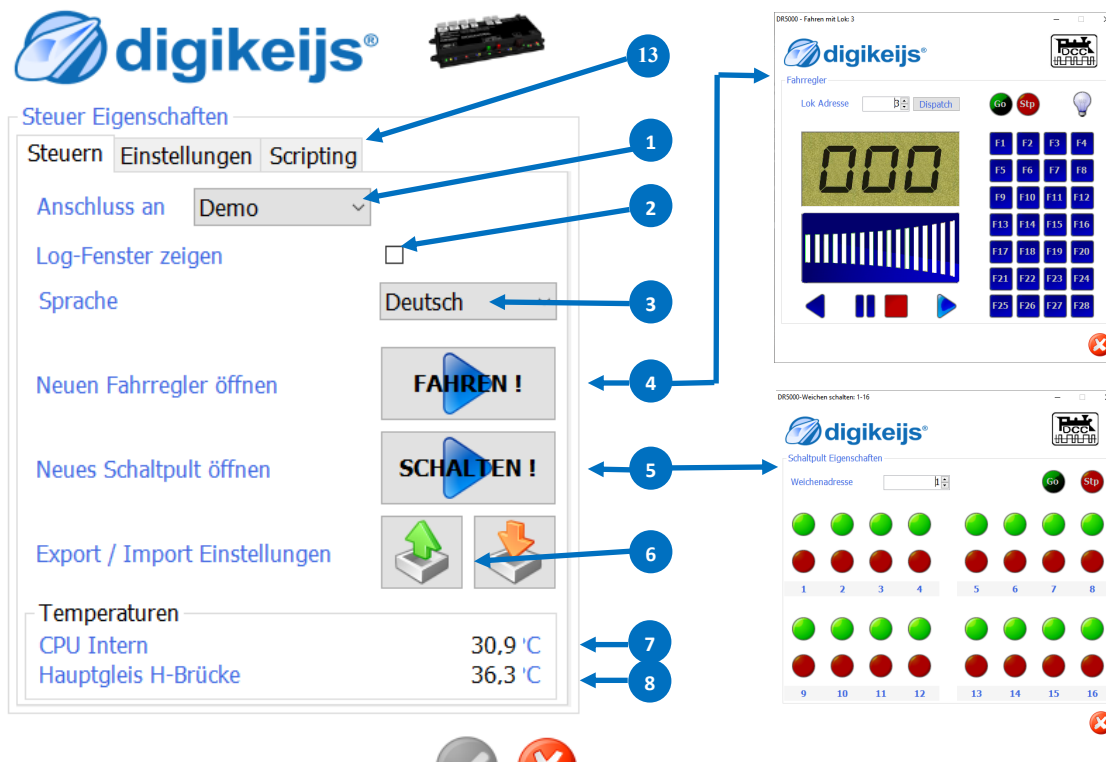 digikeijs®
13
Steuer Eigenschaften
Steuern Einstellungen Scripting
1
Anschluss an Demo
2
Log-Fenster zeigen
Sprache Deutsch
3
Neuen Fahrregler öffnen FAHREN !
4
Neues Schaltpult öffnen SCHALTEN !
5
Export / Import Einstellungen
6
Temperaturen
CPU Intern 30,9 °C
7
Hauptgleis H-Brücke 36,3 °C
8
DR5000 - Fahren mit Lok: 3
digikeijs®
DCC
Fahrregler
Lok Adresse 3 Dispatch Go Stp
000
F1 F2 F3 F4
F5 F6 F7 F8
F9 F10 F11 F12
F13 F14 F15 F16
F17 F18 F19 F20
F21 F22 F23 F24
F25 F26 F27 F28
DR5000-Weichen schalten: 1-16
digikeijs®
DCC
Schaltpult Eigenschaften
Weichenadresse 1 Go Stp
1 2 3 4 5 6 7 8
9 10 11 12 13 14 15 16